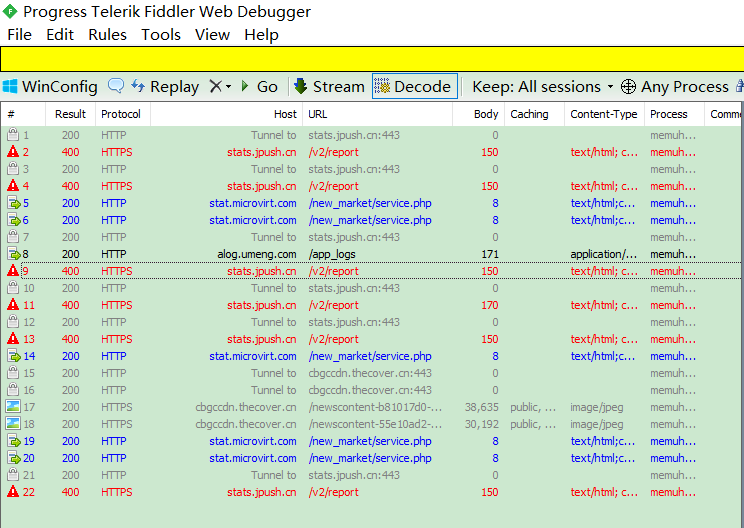 Progress Telerik Fiddler Web Debugger
File Edit Rules Tools View Help
WinConfig Replay Go Stream Decode Keep: All sessions Any Process
# Result Protocol Host URL Body Caching Content-Type Process Comme
1 200 HTTP Tunnel to stats.jpush.cn:443 0 memuh...
2 400 HTTPS stats.jpush.cn /v2/report 150 text/html; c... memuh...
3 200 HTTP Tunnel to stats.jpush.cn:443 0 memuh...
4 400 HTTPS stats.jpush.cn /v2/report 150 text/html; c... memuh...
5 200 HTTP stat.microvirt.com /new_market/service.php 8 text/html;c... memuh...
6 200 HTTP stat.microvirt.com /new_market/service.php 8 text/html;c... memuh...
7 200 HTTP Tunnel to stats.jpush.cn:443 0 memuh...
8 200 HTTP alog.umeng.com /app_logs 171 application/... memuh...
9 400 HTTPS stats.jpush.cn /v2/report 150 text/html; c... memuh...
10 200 HTTP Tunnel to stats.jpush.cn:443 0 memuh...
11 400 HTTPS stats.jpush.cn /v2/report 170 text/html; c... memuh...
12 200 HTTP Tunnel to stats.jpush.cn:443 0 memuh...
13 400 HTTPS stats.jpush.cn /v2/report 150 text/html; c... memuh...
14 200 HTTP stat.microvirt.com /new_market/service.php 8 text/html;c... memuh...
15 200 HTTP Tunnel to cbgccdn.thecover.cn:443 0 memuh...
16 200 HTTP Tunnel to cbgccdn.thecover.cn:443 0 memuh...
17 200 HTTPS cbgccdn.thecover.cn /newscontent-b81017d0-... 38,635 public, ... image/jpeg memuh...
18 200 HTTPS cbgccdn.thecover.cn /newscontent-55e10ad2-... 30,192 public, ... image/jpeg memuh...
19 200 HTTP stat.microvirt.com /new_market/service.php 8 text/html;c... memuh...
20 200 HTTP stat.microvirt.com /new_market/service.php 8 text/html;c... memuh...
21 200 HTTP Tunnel to stats.jpush.cn:443 0 memuh...
22 400 HTTPS stats.jpush.cn /v2/report 150 text/html; c... memuh...